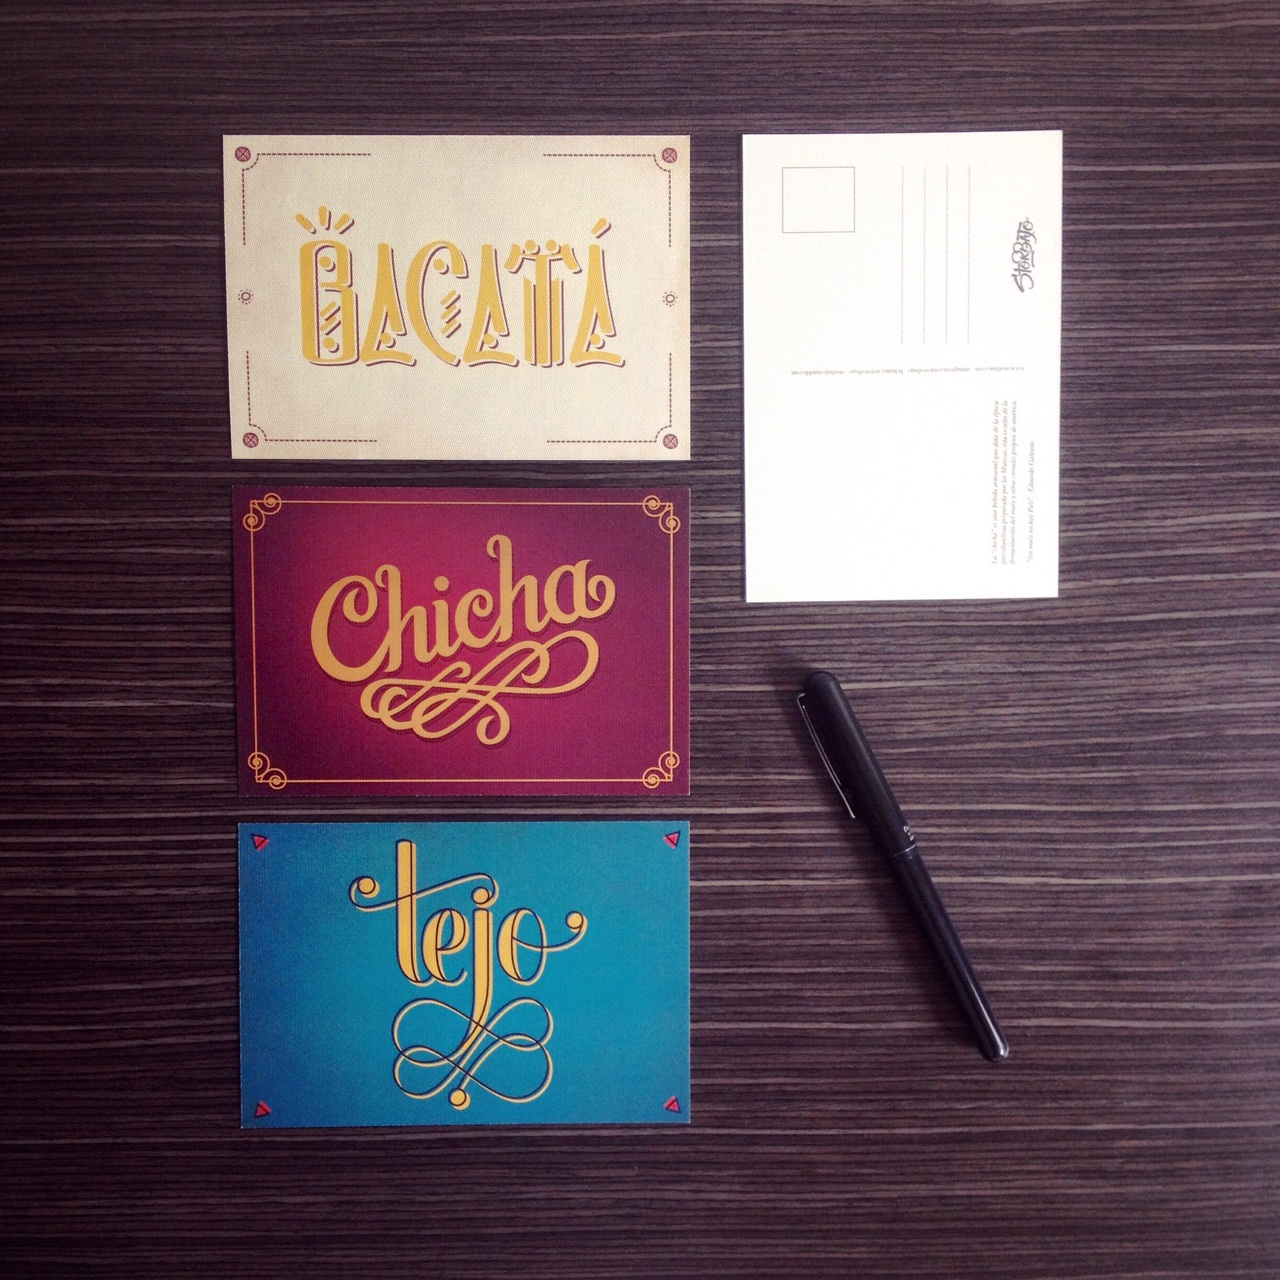 BACATÁ
Chicha
tejo
STORBATO
La "chicha" es una bebida artesanal que data de la época
precolombina preparada por los Muiscas, ésta resulta de la
fermentación del maíz y otros cereales propios de américa
"Sin maíz no hay País" - Eduardo Galeano